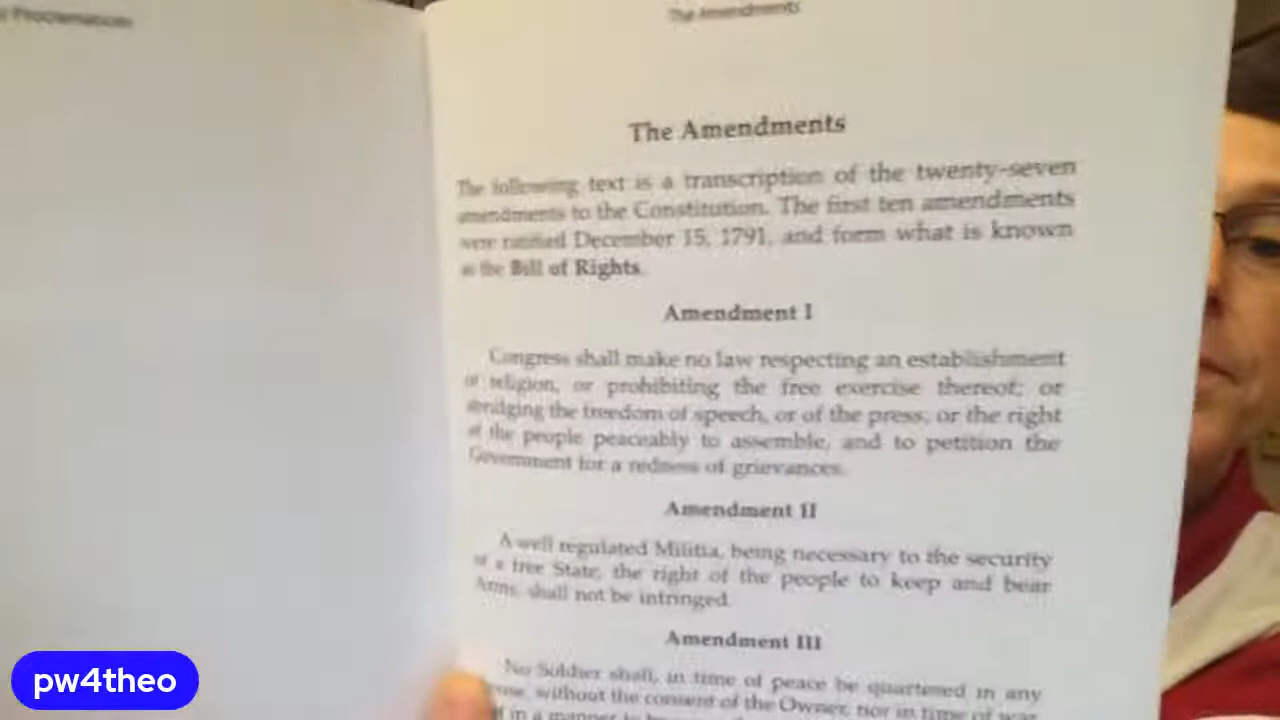 Proclamation
The Amendments
The Amendments
The following text is a transcription of the twenty-seven
amendments to the Constitution. The first ten amendments
were ratified December 15, 1791, and form what is known
as the Bill of Rights.
Amendment I
Congress shall make no law respecting an establishment
of religion, or prohibiting the free exercise thereof; or
abridging the freedom of speech, or of the press, or the right
of the people peaceably to assemble, and to petition the
Government for a redress of grievances.
Amendment II
A well regulated Militia, being necessary to the security
of a free State, the right of the people to keep and bear
Arms, shall not be infringed.
Amendment III
No Soldier shall, in time of peace be quartered in any
house, without the consent of the Owner, nor in time of war,
in a manner to
pw4theo